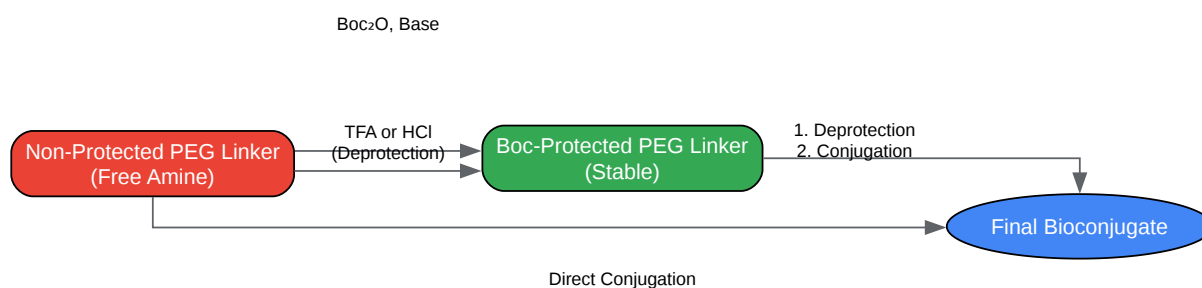 Boc₂O, Base
Non-Protected PEG Linker
(Free Amine)
TFA or HCl
(Deprotection)
Boc-Protected PEG Linker
(Stable)
1. Deprotection
2. Conjugation
Final Bioconjugate
Direct Conjugation